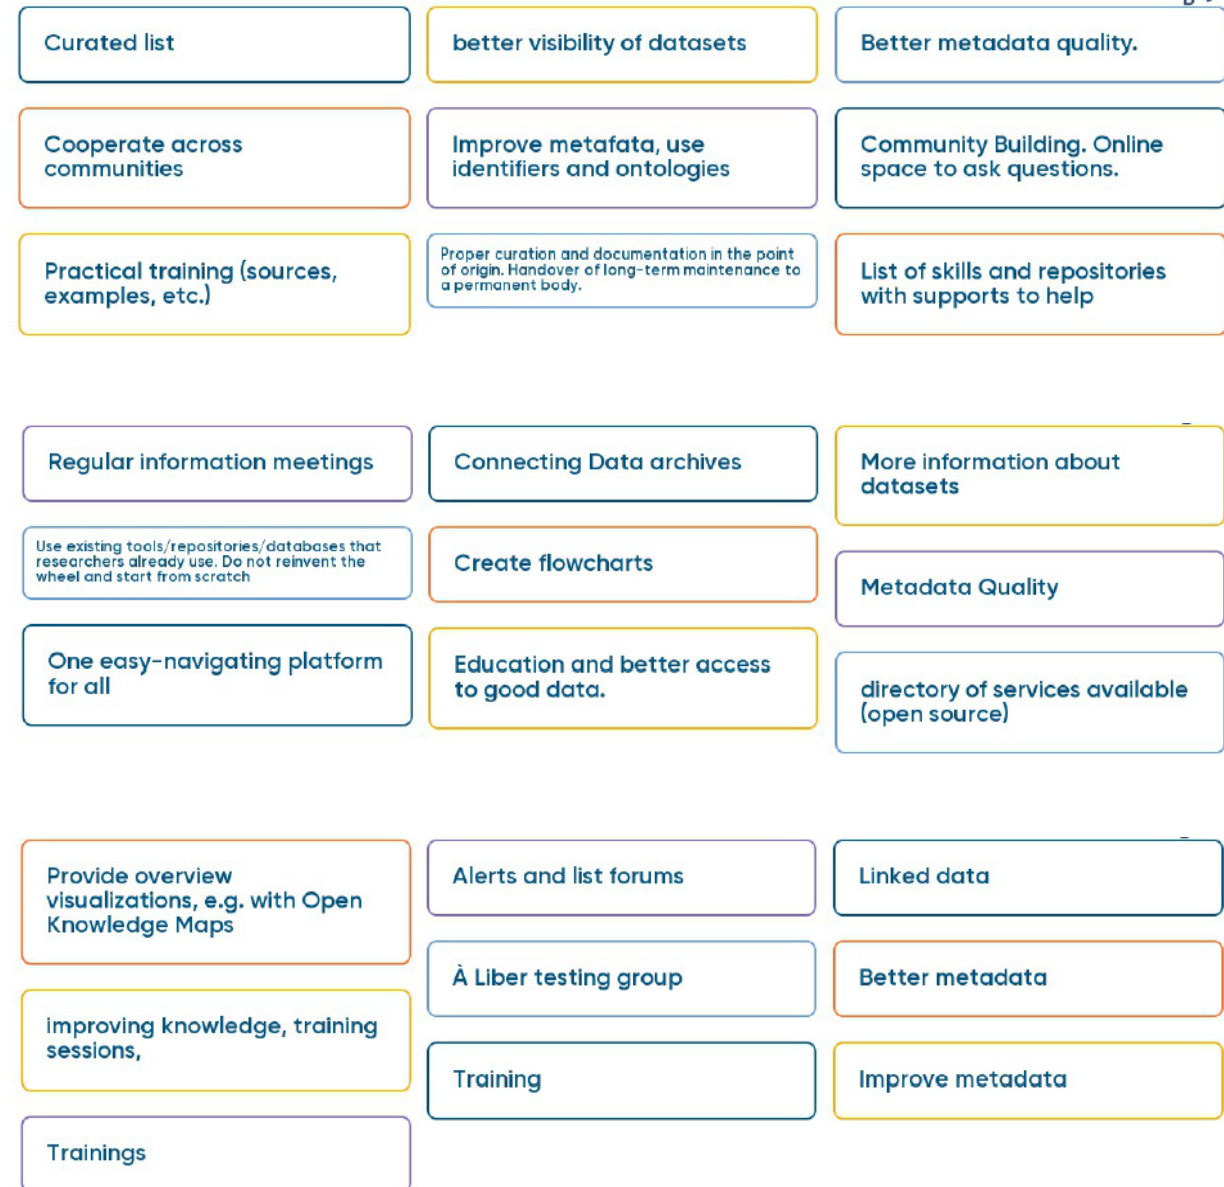 Curated list
better visibility of datasets
Better metadata quality.
Cooperate across
communities
Improve metafata, use
identifiers and ontologies
Community Building. Online
space to ask questions.
Practical training (sources,
examples, etc.)
Proper curation and documentation in the point
of origin. Handover of long-term maintenance to
a permanent body.
List of skills and repositories
with supports to help
Regular information meetings
Connecting Data archives
More information about
datasets
Use existing tools/repositories/databases that
researchers already use. Do not reinvent the
wheel and start from scratch
Create flowcharts
Metadata Quality
One easy-navigating platform
for all
Education and better access
to good data.
directory of services available
(open source)
Provide overview
visualizations, e.g. with Open
Knowledge Maps
Alerts and list forums
Linked data
À Liber testing group
Better metadata
improving knowledge, training
sessions,
Training
Improve metadata
Trainings